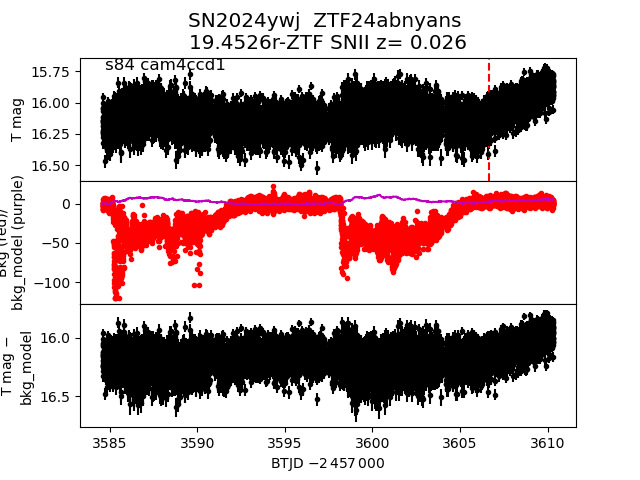 SN2024ywj  ZTF24abnyans
19.4526r-ZTF SNII z= 0.026
s84 cam4ccd1
T mag
15.75
16.00
16.25
16.50
Bkg (red)/
bkg_model (purple)
0
−50
−100
T mag −
bkg_model
16.0
16.5
3585 3590 3595 3600 3605 3610
BTJD −2 457 000